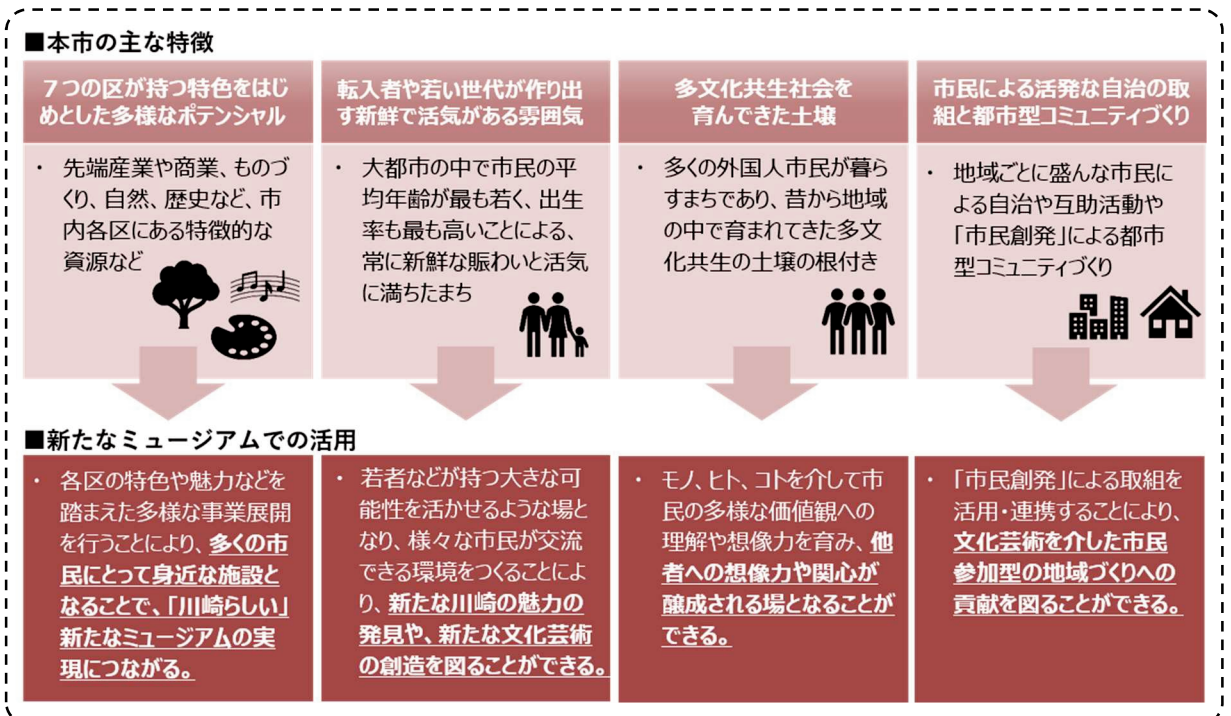 ■本市の主な特徴
７つの区が持つ特色をはじ
めとした多様なポテンシャル
・ 先端産業や商業、ものづ
くり、自然、歴史など、市
内各区にある特徴的な
資源など
転入者や若い世代が作り出
す新鮮で活気がある雰囲気
・ 大都市の中で市民の平
均年齢が最も若く、出生
率も最も高いことによる、
常に新鮮な賑わいと活気
に満ちたまち
多文化共生社会を
育んできた土壌
・ 多くの外国人市民が暮ら
すまちであり、昔から地域
の中で育まれてきた多文
化共生の土壌の根付き
市民による活発な自治の取
組と都市型コミュニティづくり
・ 地域ごとに盛んな市民に
よる自治や互助活動や
「市民創発」による都市
型コミュニティづくり
■新たなミュージアムでの活用
・ 各区の特色や魅力などを
踏まえた多様な事業展開
を行うことにより、多くの市
民にとって身近な施設と
なることで、「川崎らしい」
新たなミュージアムの実
現につながる。
・ 若者などが持つ大きな可
能性を活かせるような場と
なり、様々な市民が交流
できる環境をつくることによ
り、新たな川崎の魅力の
発見や、新たな文化芸術
の創造を図ることができる。
・ モノ、ヒト、コトを介して市
民の多様な価値観への
理解や想像力を育み、他
者への想像力や関心が
醸成される場となることが
できる。
・ 「市民創発」による取組を
活用・連携することにより、
文化芸術を介した市民
参加型の地域づくりへの
貢献を図ることができる。